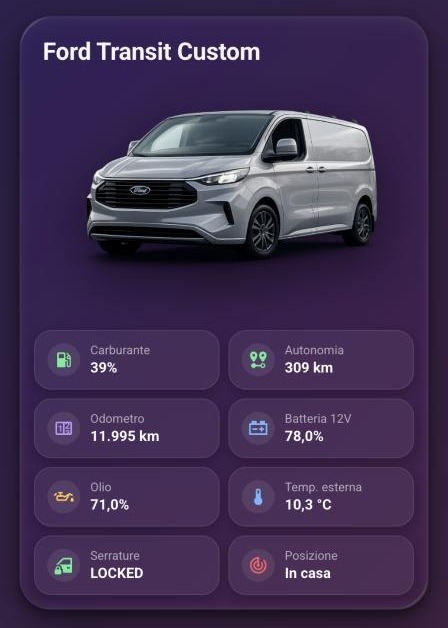 Ford Transit Custom
Ford
Carburante
39%
Autonomia
309 km
Odometro
11.995 km
Batteria 12V
78,0%
Olio
71,0%
Temp. esterna
10,3 °C
Serrature
LOCKED
Posizione
In casa